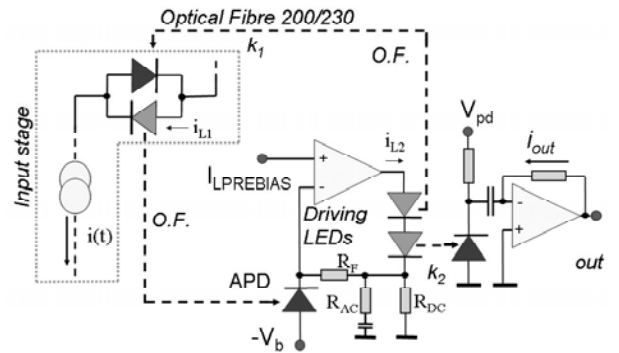 Optical Fibre 200/230
k1
O.F.
Input stage
iL1
Vpd
iL2
iout
+
ILPREBIAS
-
-
Driving
LEDs
+
O.F.
i(t)
k2
out
APD
RF
RAC
RDC
-Vb